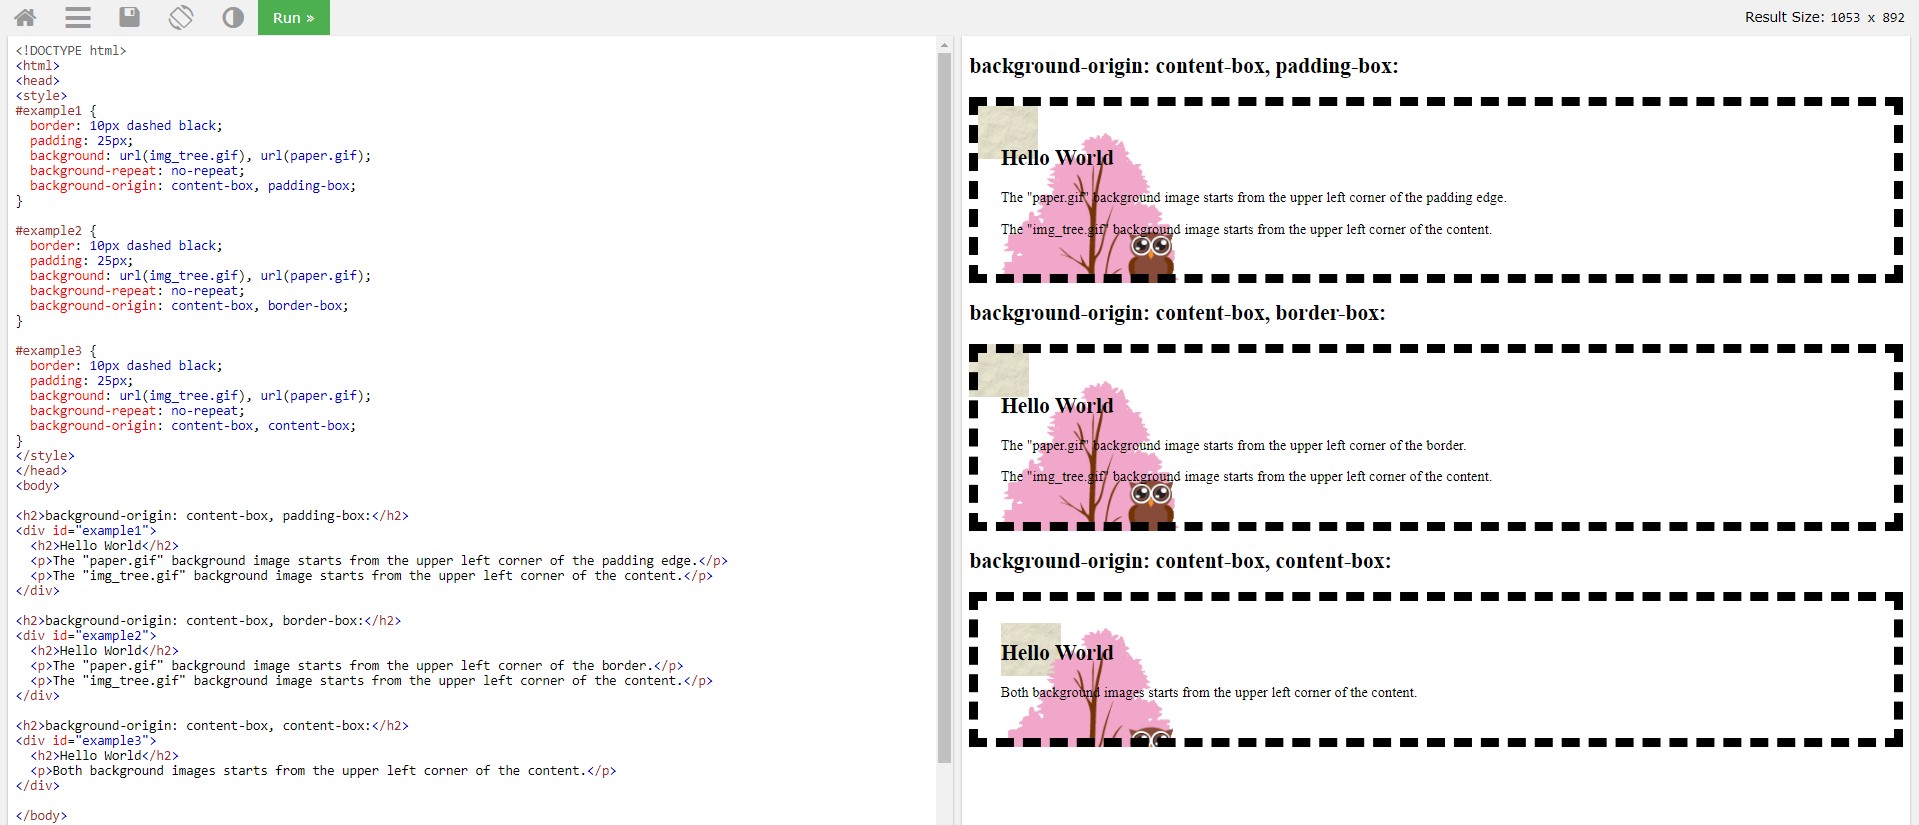 Run »
Result Size: 1053 x 892
<!DOCTYPE html>
<html>
<head>
<style>
#example1 {
  border: 10px dashed black;
  padding: 25px;
  background: url(img_tree.gif), url(paper.gif);
  background-repeat: no-repeat;
  background-origin: content-box, padding-box;
}

#example2 {
  border: 10px dashed black;
  padding: 25px;
  background: url(img_tree.gif), url(paper.gif);
  background-repeat: no-repeat;
  background-origin: content-box, border-box;
}

#example3 {
  border: 10px dashed black;
  padding: 25px;
  background: url(img_tree.gif), url(paper.gif);
  background-repeat: no-repeat;
  background-origin: content-box, content-box;
}
</style>
</head>
<body>

<h2>background-origin: content-box, padding-box:</h2>
<div id="example1">
  <h2>Hello World</h2>
  <p>The "paper.gif" background image starts from the upper left corner of the padding edge.</p>
  <p>The "img_tree.gif" background image starts from the upper left corner of the content.</p>
</div>

<h2>background-origin: content-box, border-box:</h2>
<div id="example2">
  <h2>Hello World</h2>
  <p>The "paper.gif" background image starts from the upper left corner of the border.</p>
  <p>The "img_tree.gif" background image starts from the upper left corner of the content.</p>
</div>

<h2>background-origin: content-box, content-box:</h2>
<div id="example3">
  <h2>Hello World</h2>
  <p>Both background images starts from the upper left corner of the content.</p>
</div>

</body>
background-origin: content-box, padding-box:
Hello World
The "paper.gif" background image starts from the upper left corner of the padding edge.
The "img_tree.gif" background image starts from the upper left corner of the content.
background-origin: content-box, border-box:
Hello World
The "paper.gif" background image starts from the upper left corner of the border.
The "img_tree.gif" background image starts from the upper left corner of the content.
background-origin: content-box, content-box:
Hello World
Both background images starts from the upper left corner of the content.